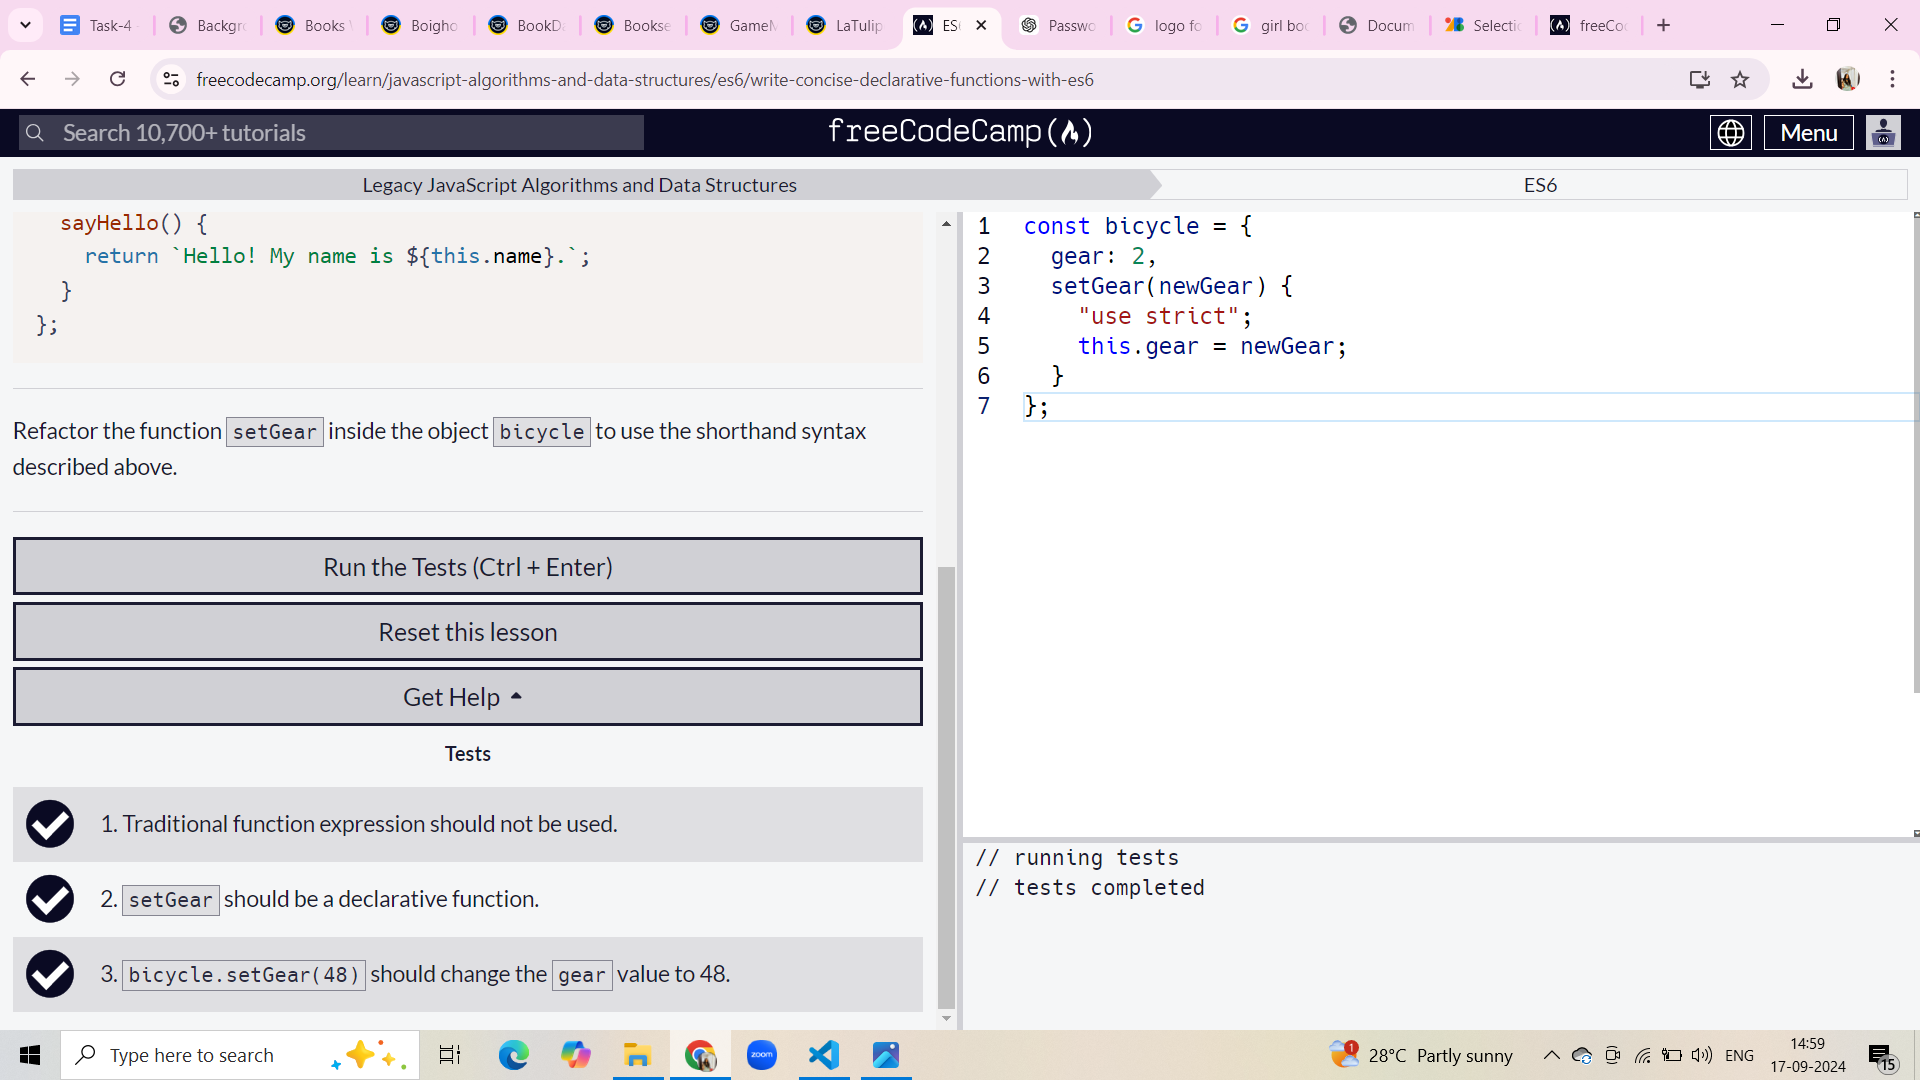 Task-4
Backgr
Books
Boigho
BookDa
Bookse
GameM
LaTulip
ES6
Passwo
logo fo
girl boo
Docum
Selecti
freeCo
freecodecamp.org/learn/javascript-algorithms-and-data-structures/es6/write-concise-declarative-functions-with-es6
Search 10,700+ tutorials
freeCodeCamp
Menu
Legacy JavaScript Algorithms and Data Structures
ES6
sayHello() {
return `Hello! My name is ${this.name}.`;
}
};
Refactor the function setGear inside the object bicycle to use the shorthand syntax
described above.
Run the Tests (Ctrl + Enter)
Reset this lesson
Get Help
Tests
1. Traditional function expression should not be used.
2. setGear should be a declarative function.
3. bicycle.setGear(48) should change the gear value to 48.
1 const bicycle = {
2 gear: 2,
3 setGear(newGear) {
4 "use strict";
5 this.gear = newGear;
6 }
7 };
// running tests
// tests completed
Type here to search
zoom
1
28°C Partly sunny
ENG
14:59
17-09-2024
15